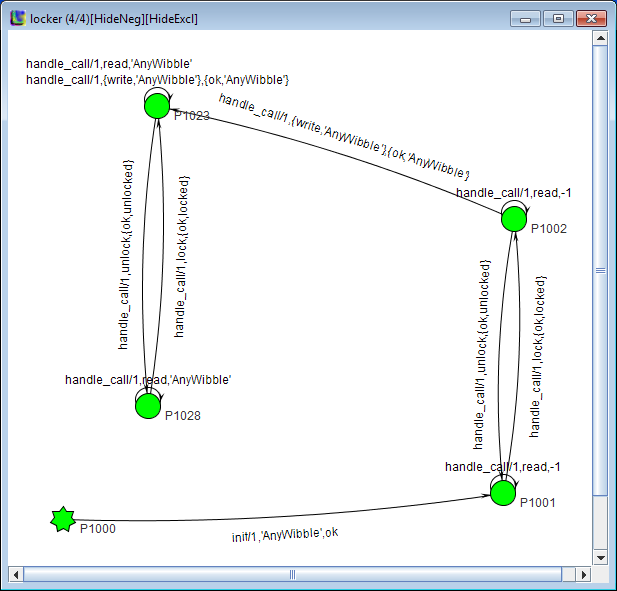 locker (4/4)[HideNeg][HideExcl]
handle_call/1,read,'AnyWibble'
handle_call/1,{write,'AnyWibble'},{ok,'AnyWibble'}
P1023
handle_call/1,{write,'AnyWibble'},{ok,'AnyWibble'}
handle_call/1,read,-1
P1002
handle_call/1,unlock,{ok,unlocked}
handle_call/1,lock,{ok,locked}
handle_call/1,unlock,{ok,unlocked}
handle_call/1,lock,{ok,locked}
handle_call/1,read,'AnyWibble'
P1028
handle_call/1,read,-1
P1001
P1000
init/1,'AnyWibble',ok